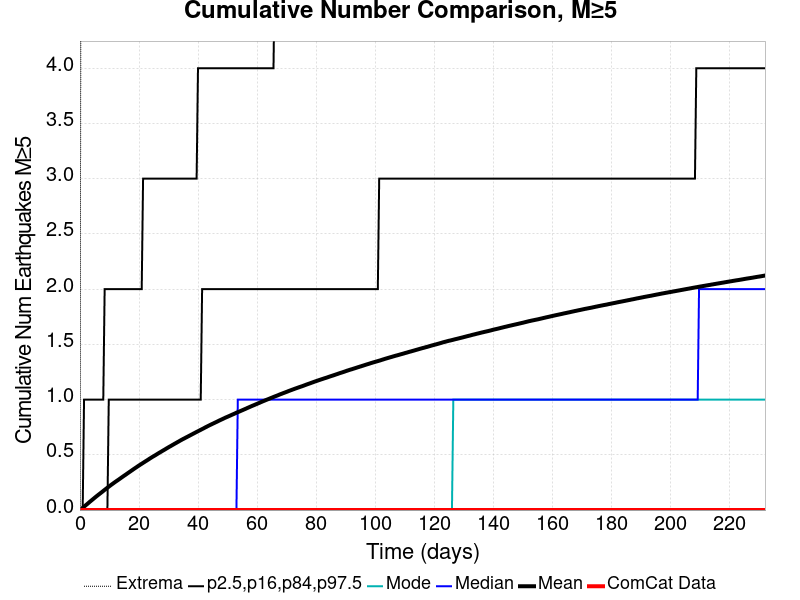 Cumulative Number Comparison, M≥5
Cumulative Num Earthquakes M≥5
4.0
3.5
3.0
2.5
2.0
1.5
1.0
0.5
0.0
0 20 40 60 80 100 120 140 160 180 200 220
Time (days)
Extrema p2.5,p16,p84,p97.5 Mode Median Mean ComCat Data